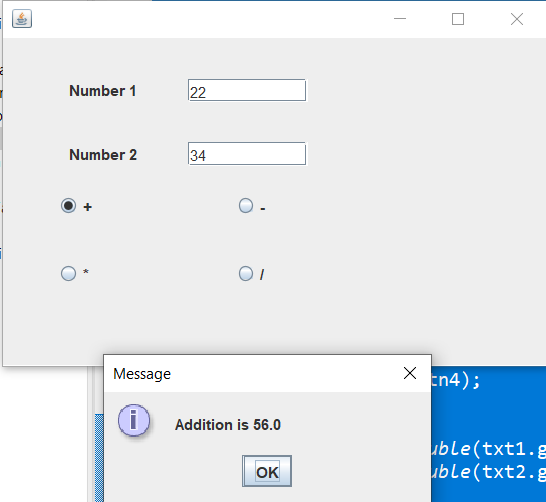 Number 1
22
Number 2
34
+
-
*
/
Message
tn4);
i
Addition is 56.0
uble(txt1.g
uble(txt2.g
OK